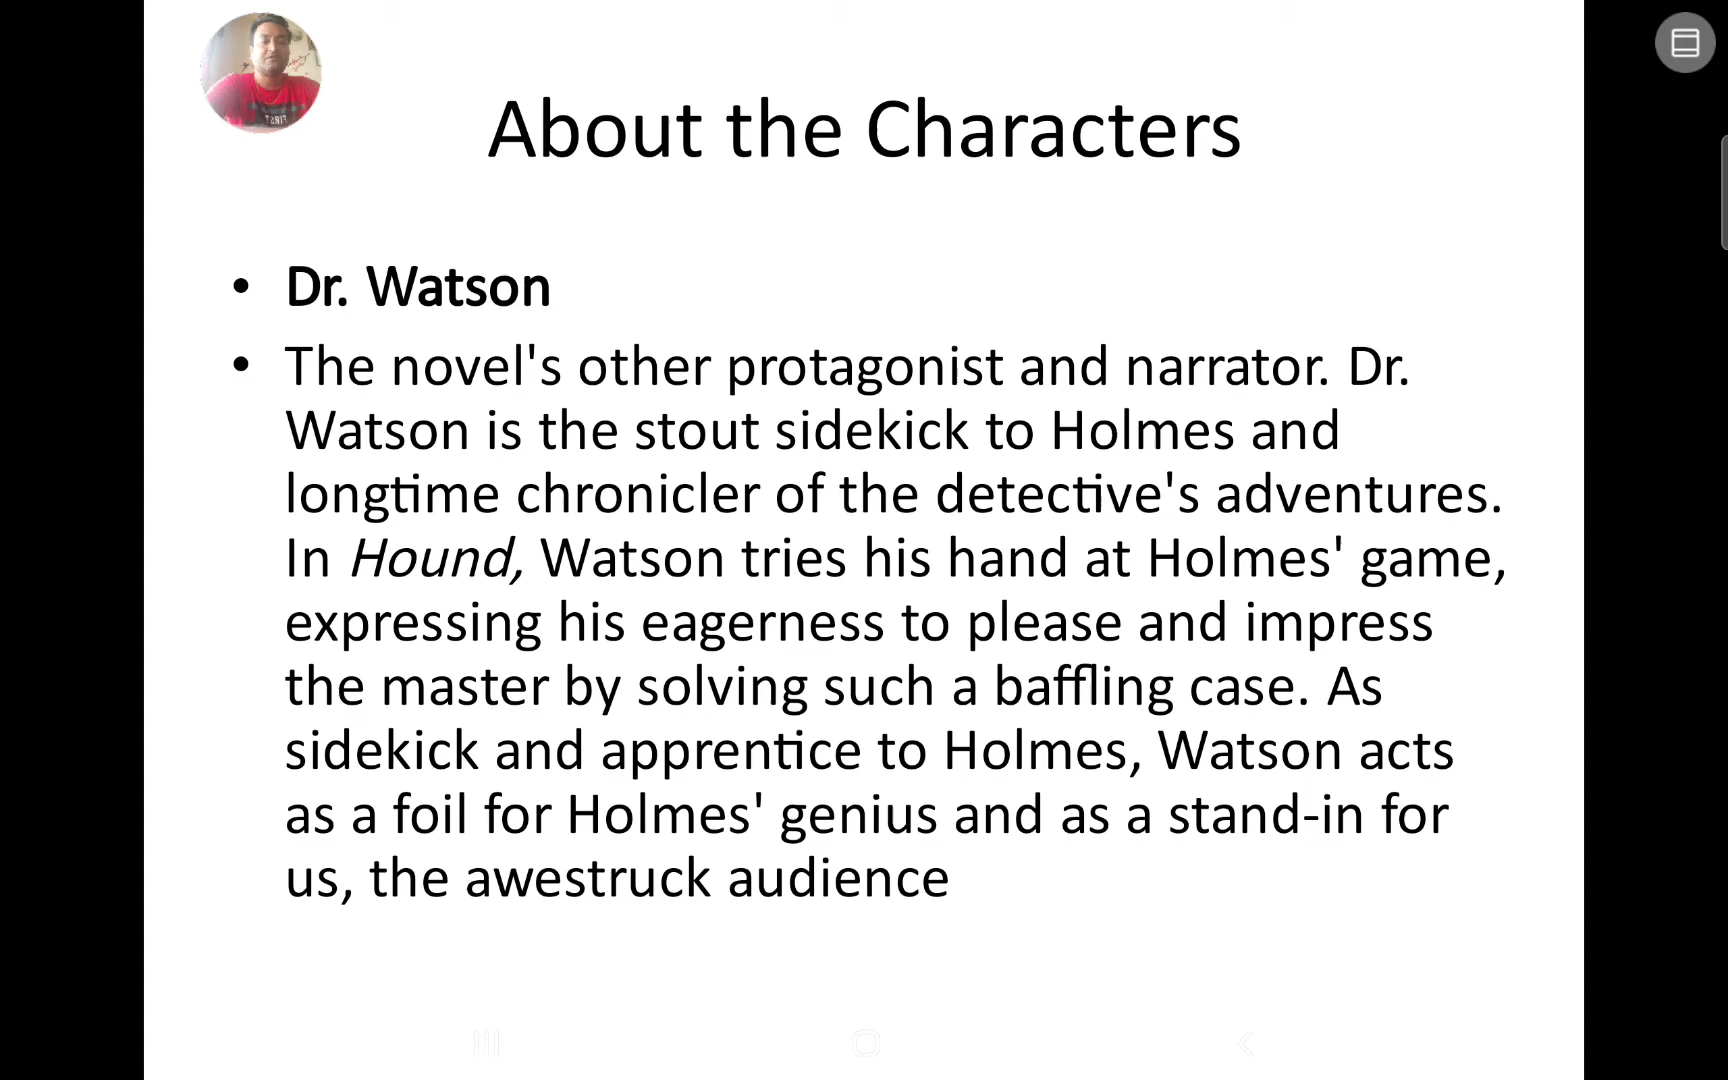 About the Characters
• Dr. Watson
• The novel's other protagonist and narrator. Dr.
Watson is the stout sidekick to Holmes and
longtime chronicler of the detective's adventures.
In Hound, Watson tries his hand at Holmes' game,
expressing his eagerness to please and impress
the master by solving such a baffling case. As
sidekick and apprentice to Holmes, Watson acts
as a foil for Holmes' genius and as a stand-in for
us, the awestruck audience